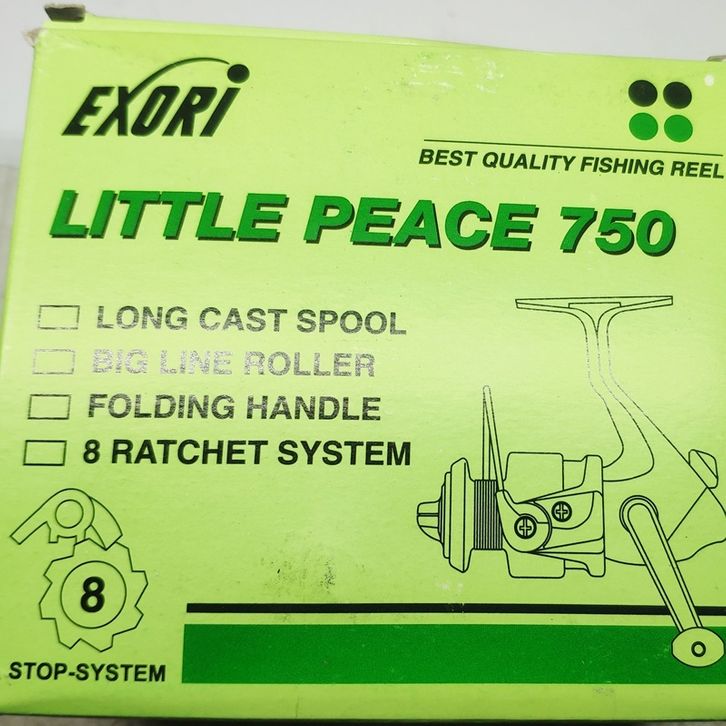 EXORI
BEST QUALITY FISHING REEL
LITTLE PEACE 750
LONG CAST SPOOL
BIG LINE ROLLER
FOLDING HANDLE
8 RATCHET SYSTEM
8
STOP-SYSTEM